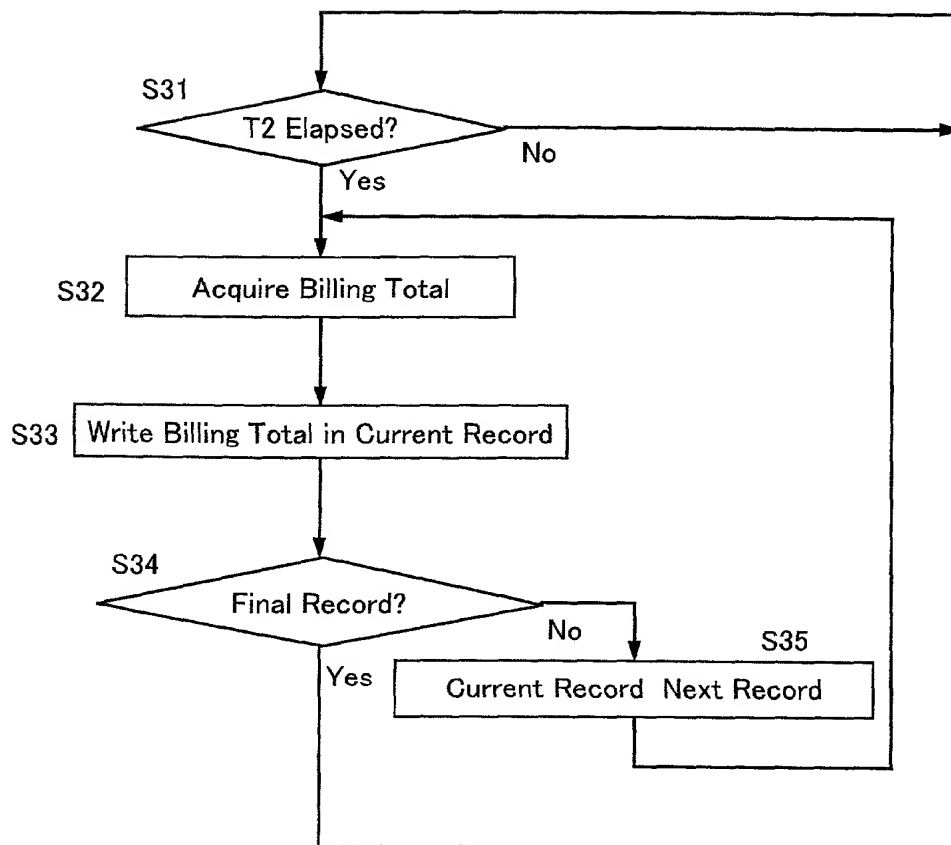 S31
T2 Elapsed?
No
Yes
S32
Acquire Billing Total
S33
Write Billing Total in Current Record
S34
Final Record?
No
S35
Yes
Current Record Next Record